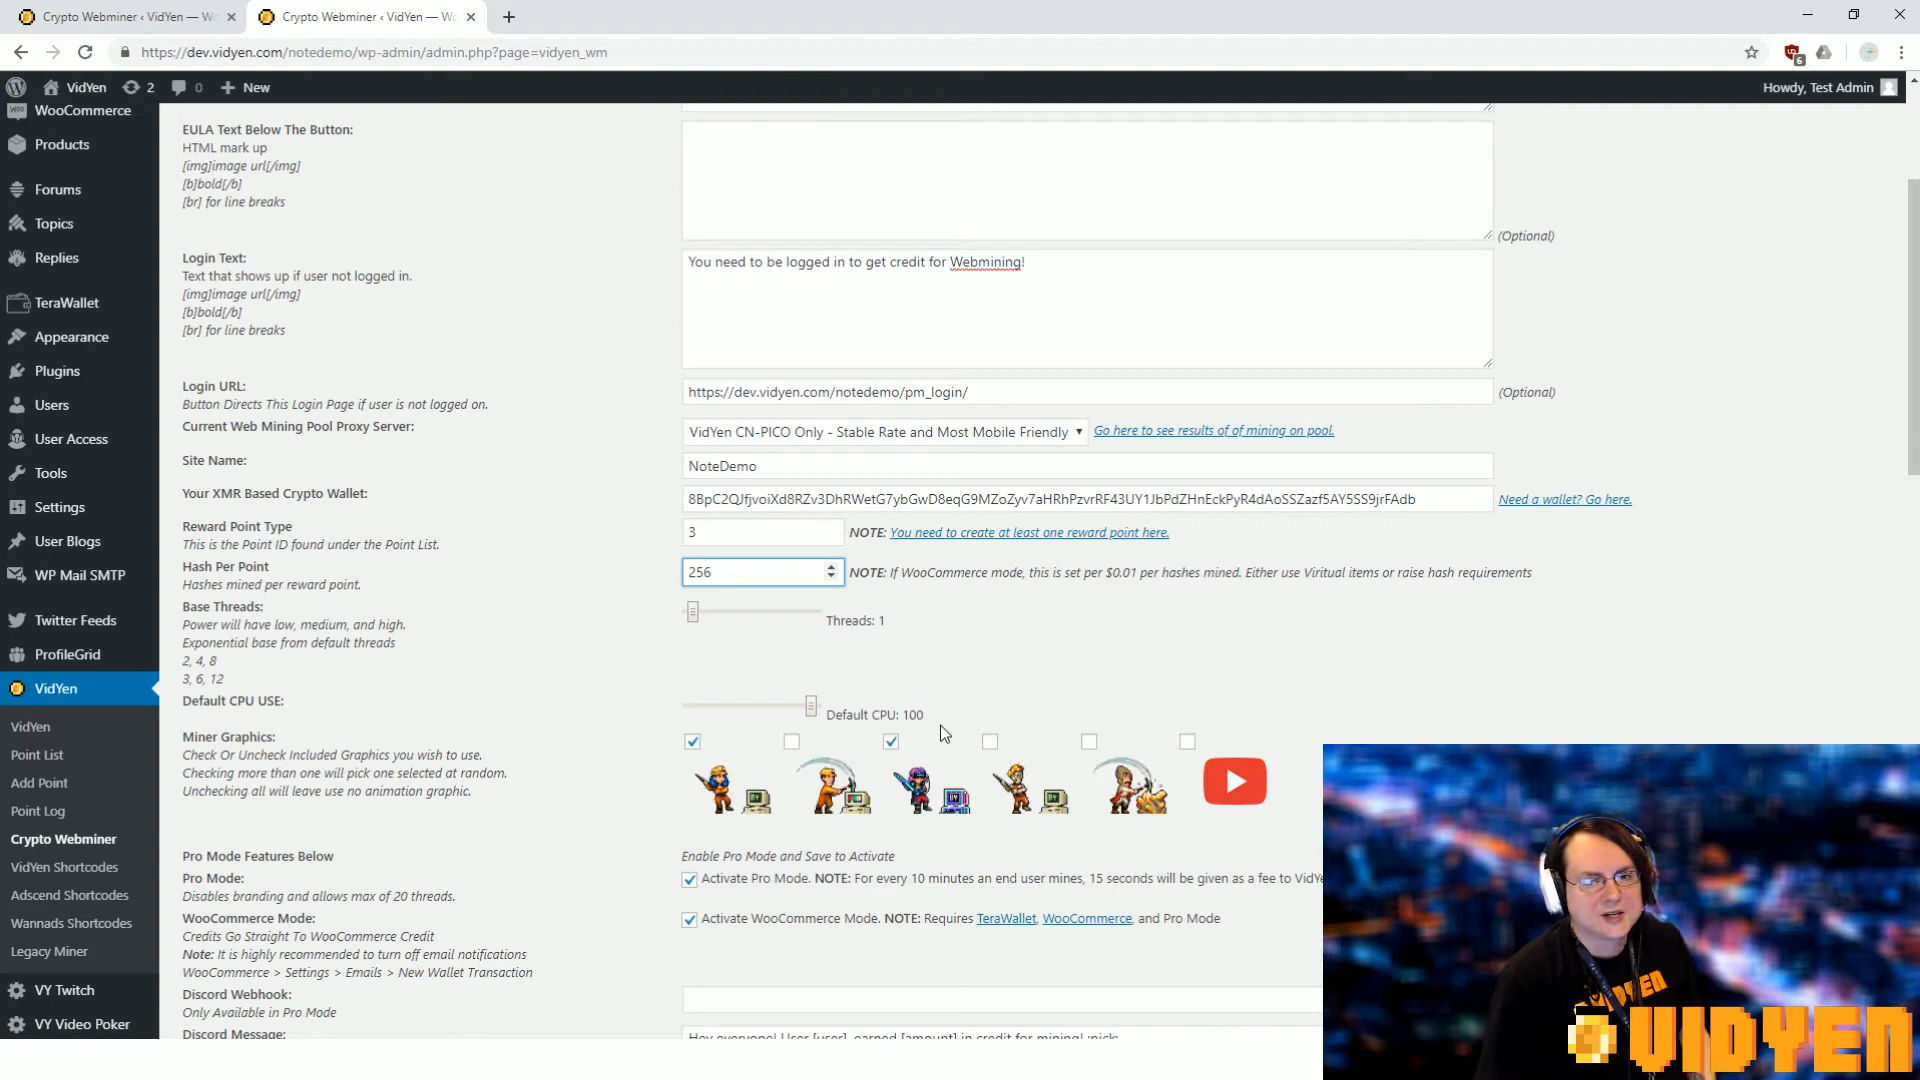 Crypto Webminer ‹ VidYen — Wo
Crypto Webminer ‹ VidYen — Wo
https://dev.vidyen.com/notedemo/wp-admin/admin.php?page=vidyen_wm
6
VidYen
2
0
New
Howdy, Test Admin
WooCommerce
Products
Forums
Topics
Replies
TeraWallet
Appearance
Plugins
Users
User Access
Tools
Settings
User Blogs
WP Mail SMTP
Twitter Feeds
ProfileGrid
VidYen
VidYen
Point List
Add Point
Point Log
Crypto Webminer
VidYen Shortcodes
Adscend Shortcodes
Wannads Shortcodes
Legacy Miner
VY Twitch
VY Video Poker
EULA Text Below The Button:
HTML mark up
[img]image url[/img]
[b]bold[/b]
[br] for line breaks
(Optional)
Login Text:
Text that shows up if user not logged in.
[img]image url[/img]
[b]bold[/b]
[br] for line breaks
You need to be logged in to get credit for Webmining!
Login URL:
Button Directs This Login Page if user is not logged on.
https://dev.vidyen.com/notedemo/pm_login/
(Optional)
Current Web Mining Pool Proxy Server:
VidYen CN-PICO Only - Stable Rate and Most Mobile Friendly
Go here to see results of of mining on pool.
Site Name:
NoteDemo
Your XMR Based Crypto Wallet:
8BpC2QJfjvoiXd8RZv3DhRWetG7ybGwD8eqG9MZoZyv7aHRhPzvrRF43UY1JbPdZHnEckPyR4dAoSSZazf5AY5SS9jrFAdb
Need a wallet? Go here.
Reward Point Type
This is the Point ID found under the Point List.
3
NOTE: You need to create at least one reward point here.
Hash Per Point
Hashes mined per reward point.
256
NOTE: If WooCommerce mode, this is set per $0.01 per hashes mined. Either use Viritual items or raise hash requirements
Base Threads:
Power will have low, medium, and high.
Exponential base from default threads
2, 4, 8
3, 6, 12
Threads: 1
Default CPU USE:
Default CPU: 100
Miner Graphics:
Check Or Uncheck Included Graphics you wish to use.
Checking more than one will pick one selected at random.
Unchecking all will leave use no animation graphic.
Pro Mode Features Below
Enable Pro Mode and Save to Activate
Pro Mode:
Disables branding and allows max of 20 threads.
Activate Pro Mode. NOTE: For every 10 minutes an end user mines, 15 seconds will be given as a fee to VidYe
WooCommerce Mode:
Credits Go Straight To WooCommerce Credit
Note: It is highly recommended to turn off email notifications
WooCommerce > Settings > Emails > New Wallet Transaction
Activate WooCommerce Mode. NOTE: Requires TeraWallet, WooCommerce, and Pro Mode
Discord Webhook:
Only Available in Pro Mode
Discord Message:
Hey everyone! User [user], earned [amount] in credit for mining! :pick:
VIDYEN
VIDYEN